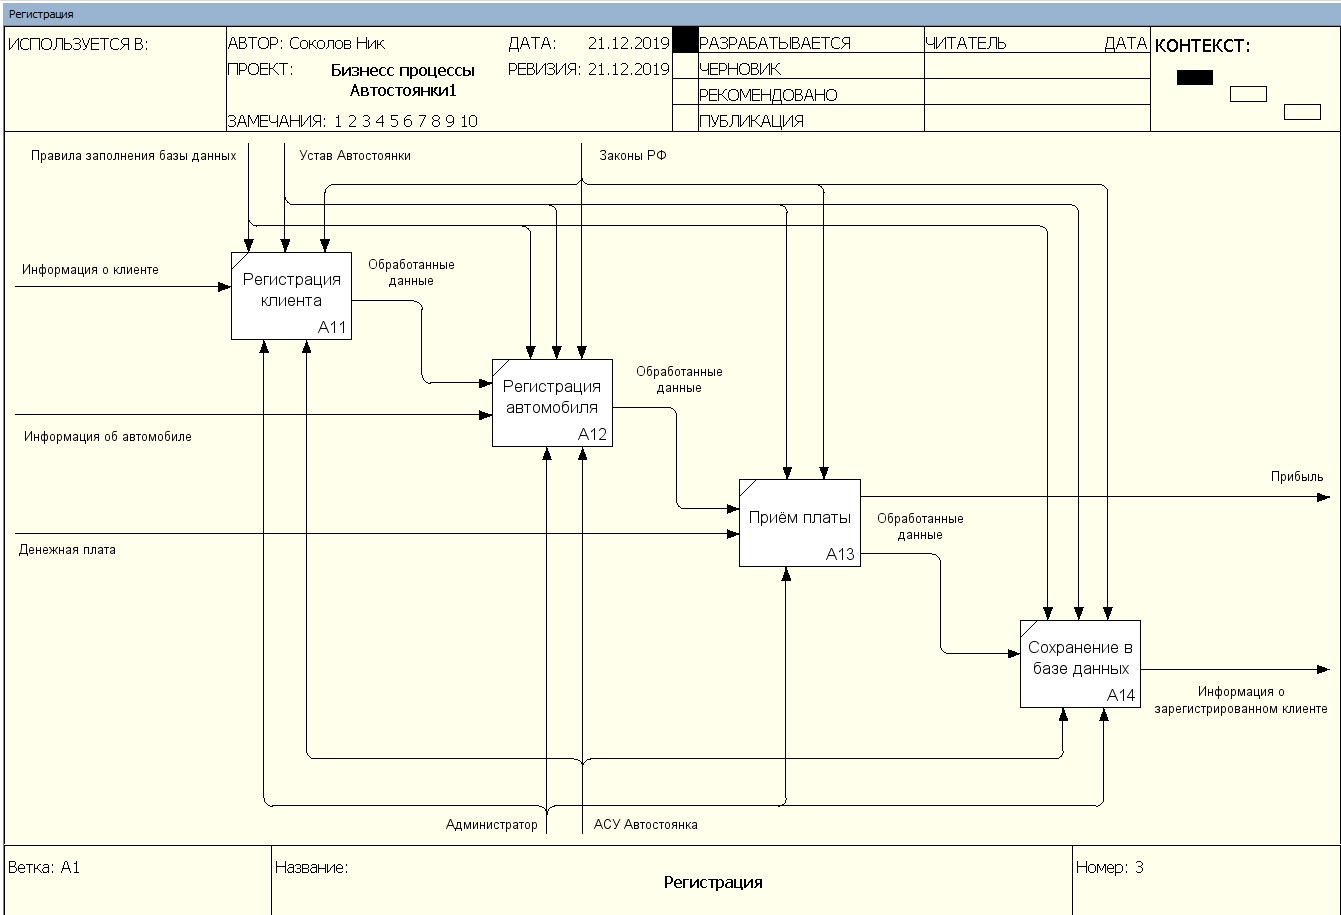 Регистрация
ИСПОЛЬЗУЕТСЯ В:
АВТОР: Соколов Ник
ДАТА: 21.12.2019
ПРОЕКТ: Бизнесс процессы
Автостоянки1
РЕВИЗИЯ: 21.12.2019
ЗАМЕЧАНИЯ: 1 2 3 4 5 6 7 8 9 10
РАЗРАБАТЫВАЕТСЯ
ЧЕРНОВИК
РЕКОМЕНДОВАНО
ПУБЛИКАЦИЯ
ЧИТАТЕЛЬ ДАТА
КОНТЕКСТ:
Правила заполнения базы данных
Устав Автостоянки
Законы РФ
Информация о клиенте
Регистрация
клиента
A11
Обработанные
данные
Регистрация
автомобиля
A12
Обработанные
данные
Информация об автомобиле
Прибыль
Приём платы
A13
Обработанные
данные
Денежная плата
Сохранение в
базе данных
A14
Информация о
зарегистрированном клиенте
Администратор
АСУ Автостоянка
Ветка: A1
Название:
Регистрация
Номер: 3